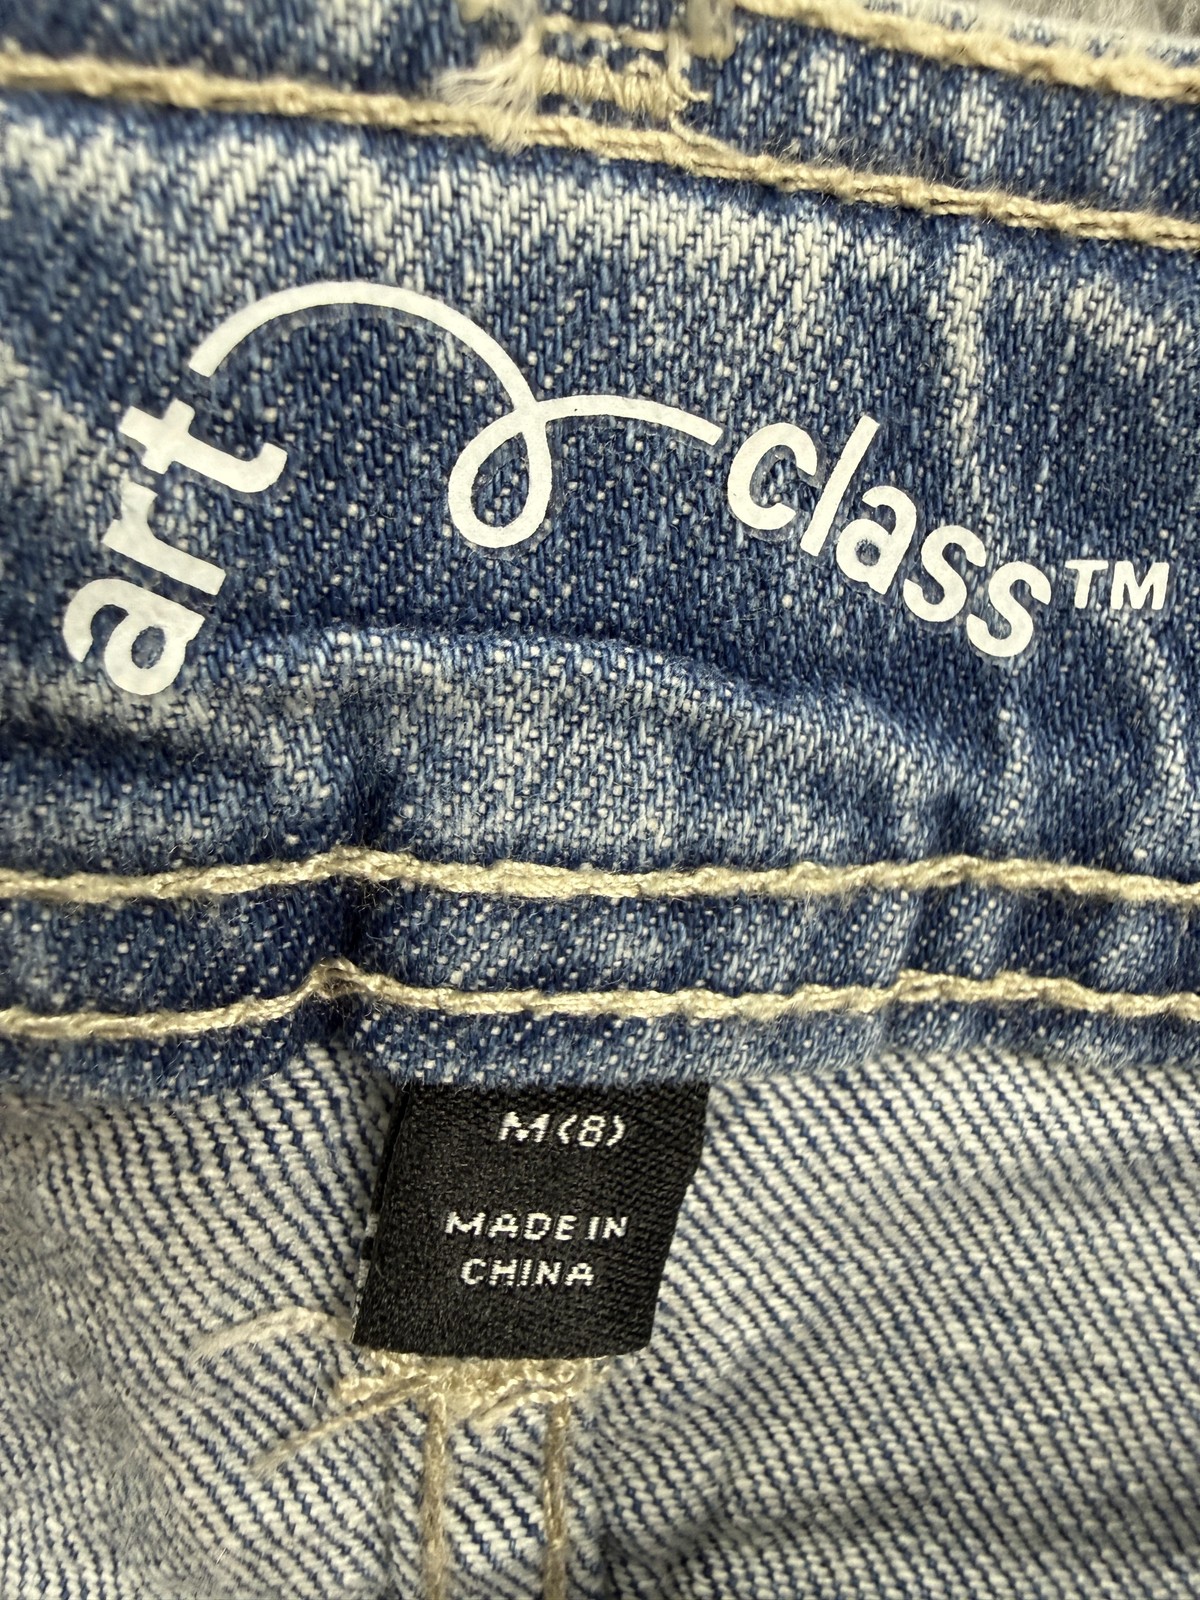 art class™
M(8)
MADE IN
CHINA